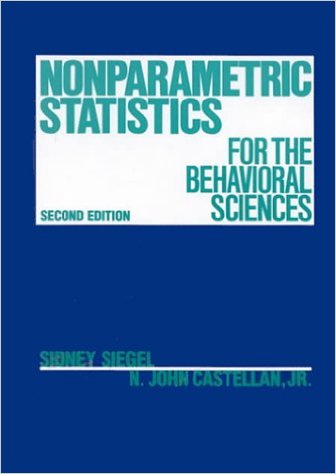 NONPARAMETRIC
STATISTICS
FOR THE
BEHAVIORAL
SCIENCES
SECOND EDITION
SIDNEY SIEGEL
N. JOHN CASTELLAN, JR.